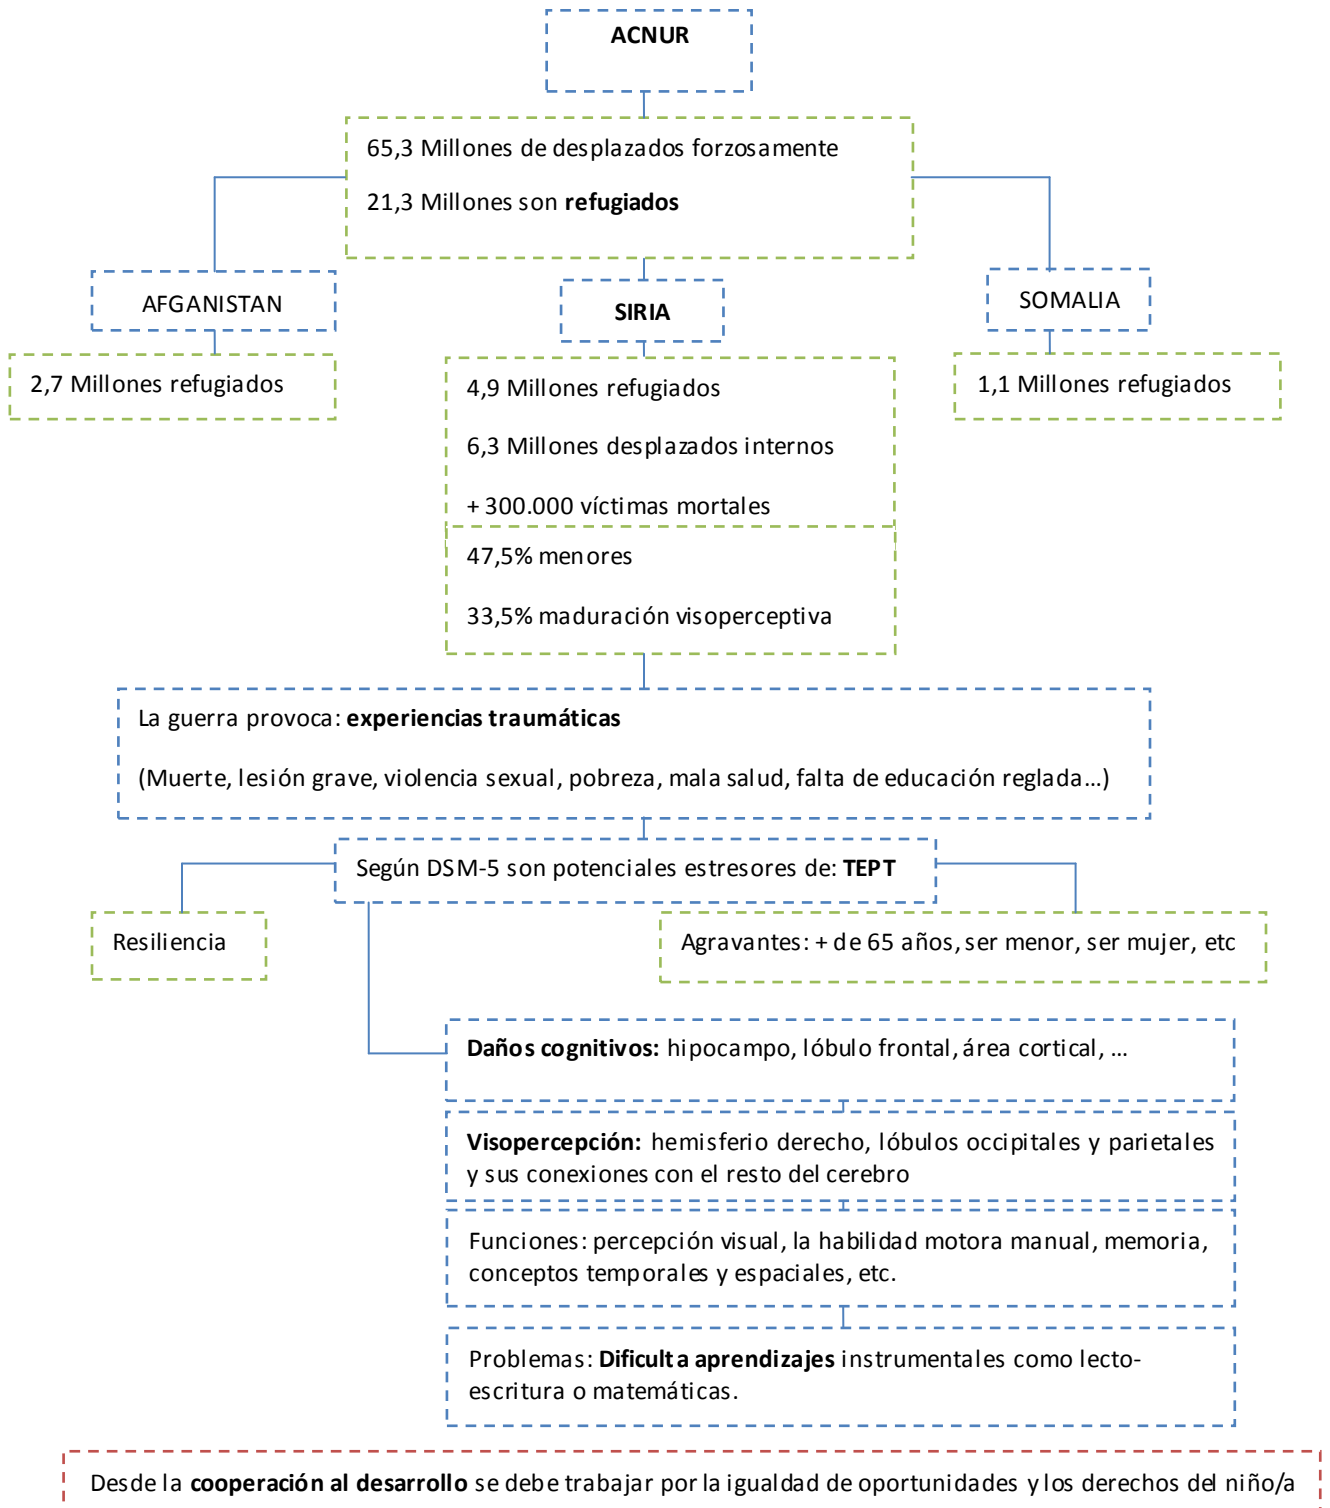 ACNUR
65,3 Millones de desplazados forzosamente
21,3 Millones son refugiados
AFGANISTAN
SIRIA
SOMALIA
2,7 Millones refugiados
4,9 Millones refugiados
1,1 Millones refugiados
6,3 Millones desplazados internos
+ 300.000 víctimas mortales
47,5% menores
33,5% maduración visoperceptiva
La guerra provoca: experiencias traumáticas
(Muerte, lesión grave, violencia sexual, pobreza, mala salud, falta de educación reglada...)
Según DSM-5 son potenciales estresores de: TEPT
Resiliencia
Agravantes: + de 65 años, ser menor, ser mujer, etc
Daños cognitivos: hipocampo, lóbulo frontal, área cortical, ...
Visopercepción: hemisferio derecho, lóbulos occipitales y parietales
y sus conexiones con el resto del cerebro
Funciones: percepción visual, la habilidad motora manual, memoria,
conceptos temporales y espaciales, etc.
Problemas: Dificulta aprendizajes instrumentales como lecto-
escritura o matemáticas.
Desde la cooperación al desarrollo se debe trabajar por la igualdad de oportunidades y los derechos del niño/a